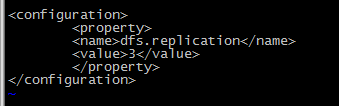 <configuration>
        <property>
        <name>dfs.replication</name>
        <value>3</value>
        </property>
</configuration>
~